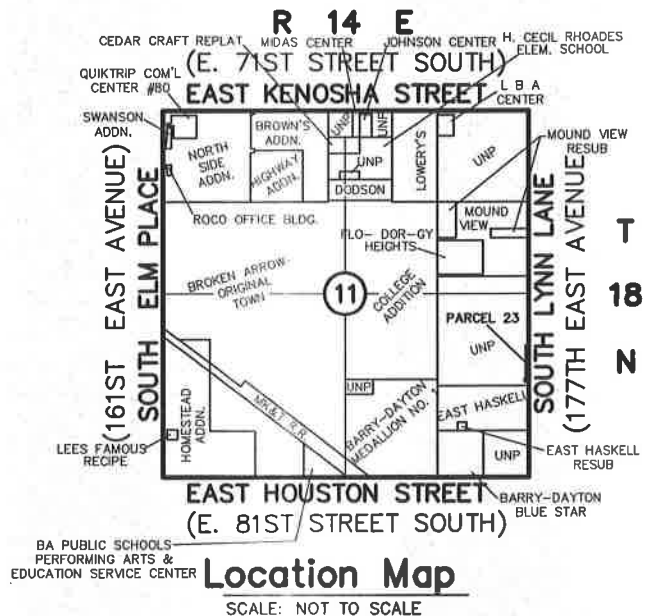 R 14 E
CEDAR CRAFT REPLAT
MIDAS CENTER
JOHNSON CENTER
H. CECIL RHOADES
ELEM. SCHOOL
(E. 71ST STREET SOUTH)
QUIKTRIP COM'L
CENTER
#80
EAST KENOSHA STREET
L B A
CENTER
SWANSON
ADDN.
NORTH
SIDE
ADDN.
BROWN'S
ADDN.
HIGHWAY
ADDN.
UNP
UNP
UNP
DODSON
LOWERY'S
UNP
MOUND VIEW
RESUB
ROCO OFFICE BLDG.
MOUND
VIEW
FLO- DOR-GY
HEIGHTS
(161ST EAST AVENUE)
SOUTH ELM PLACE
BROKEN ARROW-
ORIGINAL
TOWN
11
COLLEGE
ADDITION
PARCEL 23
UNP
SOUTH LYNN LANE
(177TH EAST AVENUE)
T
18
N
HOMESTEAD
ADDN.
MK&T R.R.
UNP
BARRY-DAYTON
MEDALLION NO. 1
EAST HASKELL
UNP
LEES FAMOUS
RECIPE
EAST HASKELL
RESUB
EAST HOUSTON STREET
(E. 81ST STREET SOUTH)
BARRY-DAYTON
BLUE STAR
BA PUBLIC SCHOOLS
PERFORMING ARTS &
EDUCATION SERVICE CENTER
Location Map
SCALE: NOT TO SCALE